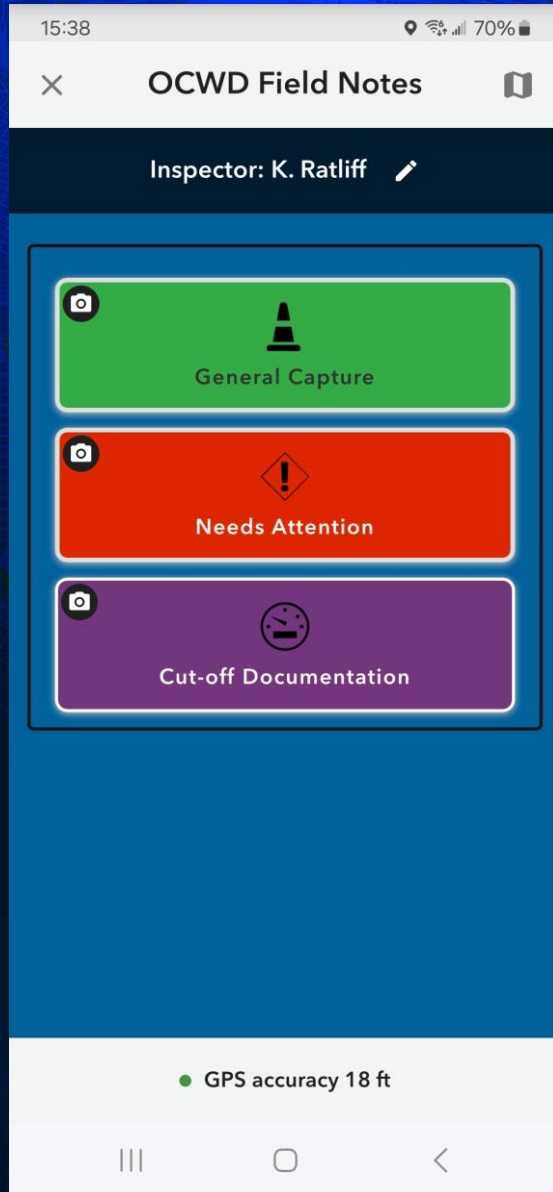 15:38 70%
OCWD Field Notes
Inspector: K. Ratliff
General Capture
Needs Attention
Cut-off Documentation
GPS accuracy 18 ft